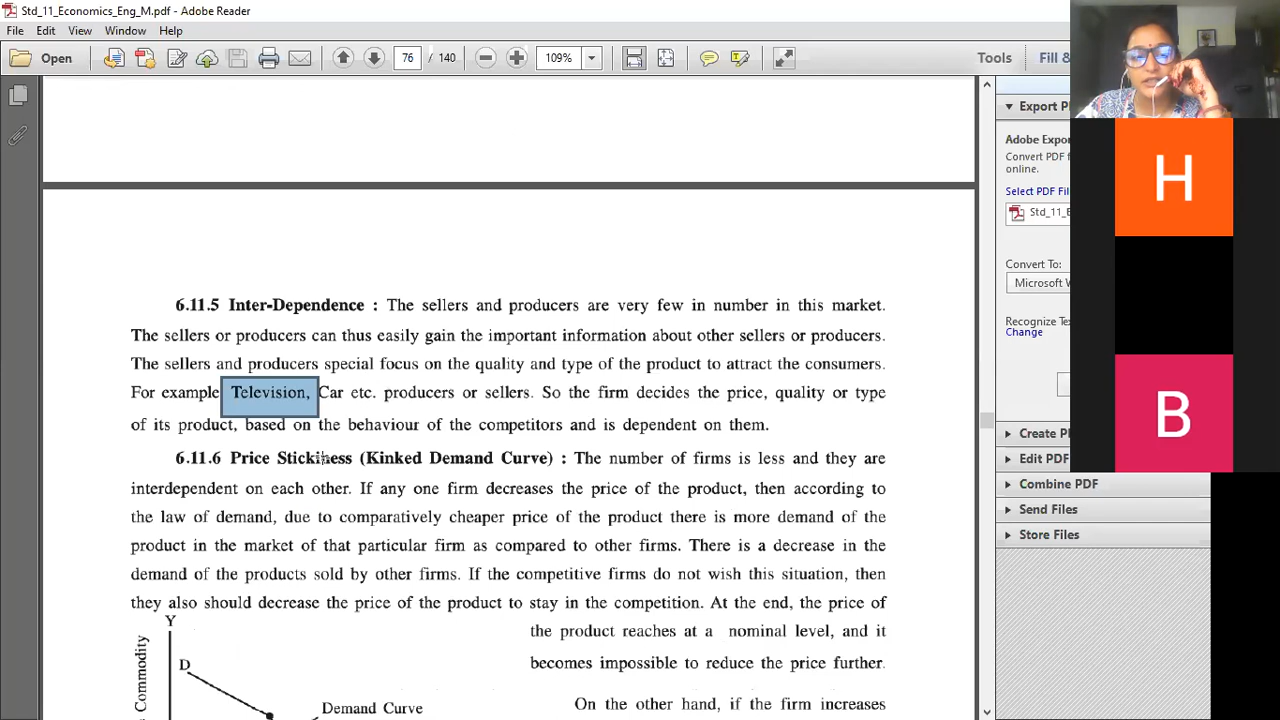 Std_11_Economics_Eng_M.pdf - Adobe Reader
File Edit View Window Help
Open 76 / 140 109% Tools Fill &
Export P
Adobe Expor
Convert PDF f
online.
Select PDF Fil
Std_11_E
Convert To:
Microsoft W
Recognize Tex
Change
Create P
Edit PDF
Combine PDF
Send Files
Store Files
H
B
6.11.5 Inter-Dependence : The sellers and producers are very few in number in this market.
The sellers or producers can thus easily gain the important information about other sellers or producers.
The sellers and producers special focus on the quality and type of the product to attract the consumers.
For example Television, Car etc. producers or sellers. So the firm decides the price, quality or type
of its product, based on the behaviour of the competitors and is dependent on them.
6.11.6 Price Stickiness (Kinked Demand Curve) : The number of firms is less and they are
interdependent on each other. If any one firm decreases the price of the product, then according to
the law of demand, due to comparatively cheaper price of the product there is more demand of the
product in the market of that particular firm as compared to other firms. There is a decrease in the
demand of the products sold by other firms. If the competitive firms do not wish this situation, then
they also should decrease the price of the product to stay in the competition. At the end, the price of
the product reaches at a nominal level, and it
becomes impossible to reduce the price further.
On the other hand, if the firm increases
Y
D
Demand Curve
Commodity